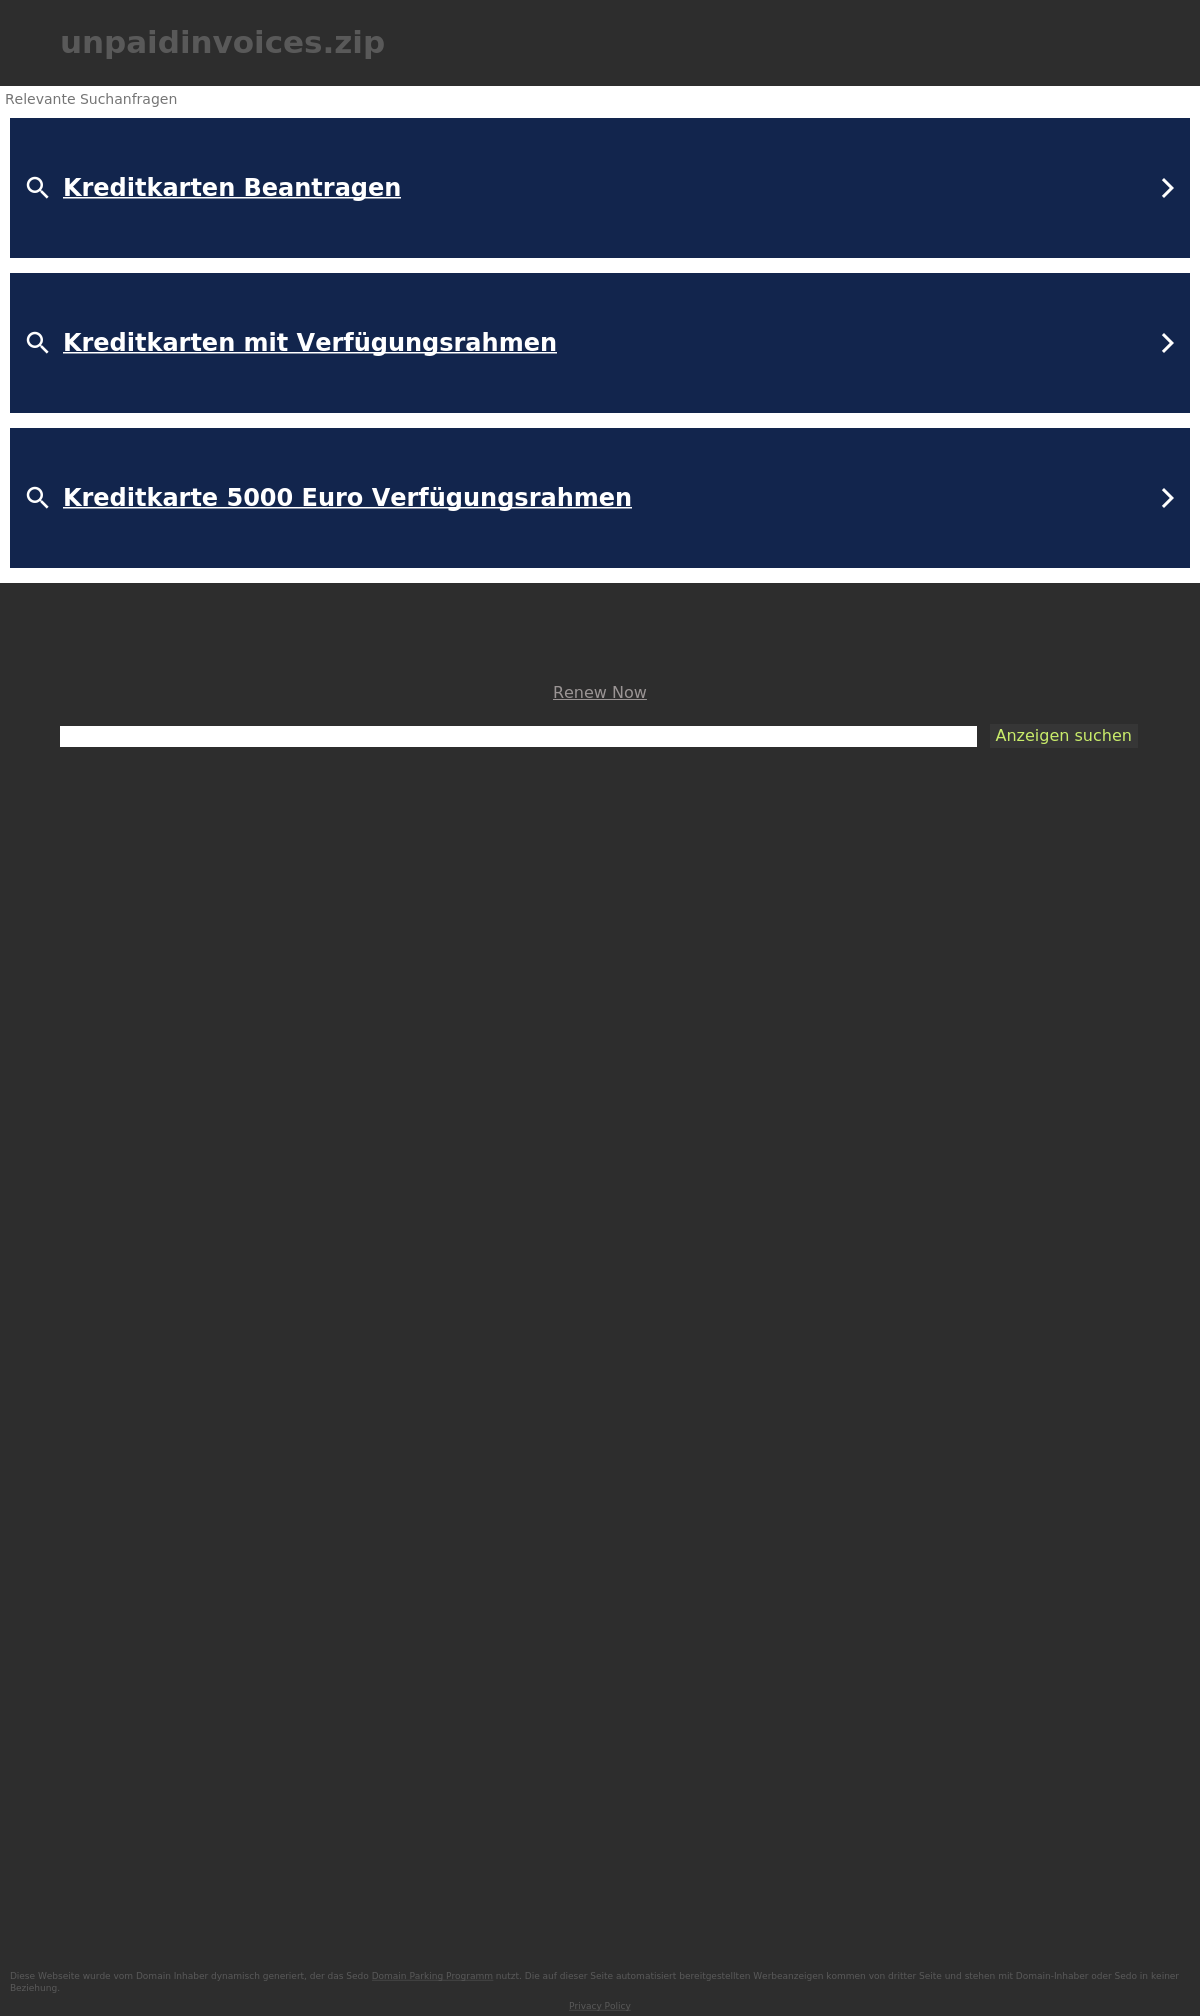 unpaidinvoices.zip
Relevante Suchanfragen
Kreditkarten Beantragen
Kreditkarten mit Verfügungsrahmen
Kreditkarte 5000 Euro Verfügungsrahmen
Renew Now
Anzeigen suchen
Diese Webseite wurde vom Domain Inhaber dynamisch generiert, der das Sedo Domain Parking Programm nutzt. Die auf dieser Seite automatisiert bereitgestellten Werbeanzeigen kommen von dritter Seite und stehen mit Domain-Inhaber oder Sedo in keiner
Beziehung.
Privacy Policy